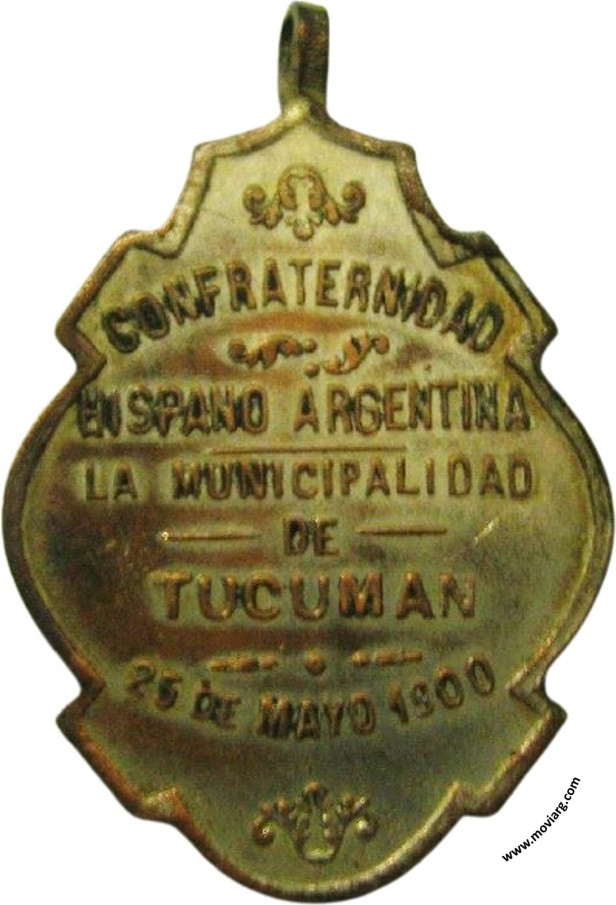 CONFRATERNIDAD
HISPANO ARGENTINA
LA MUNICIPALIDAD
DE
TUCUMAN
25 DE MAYO 1900
www.moviarg.com